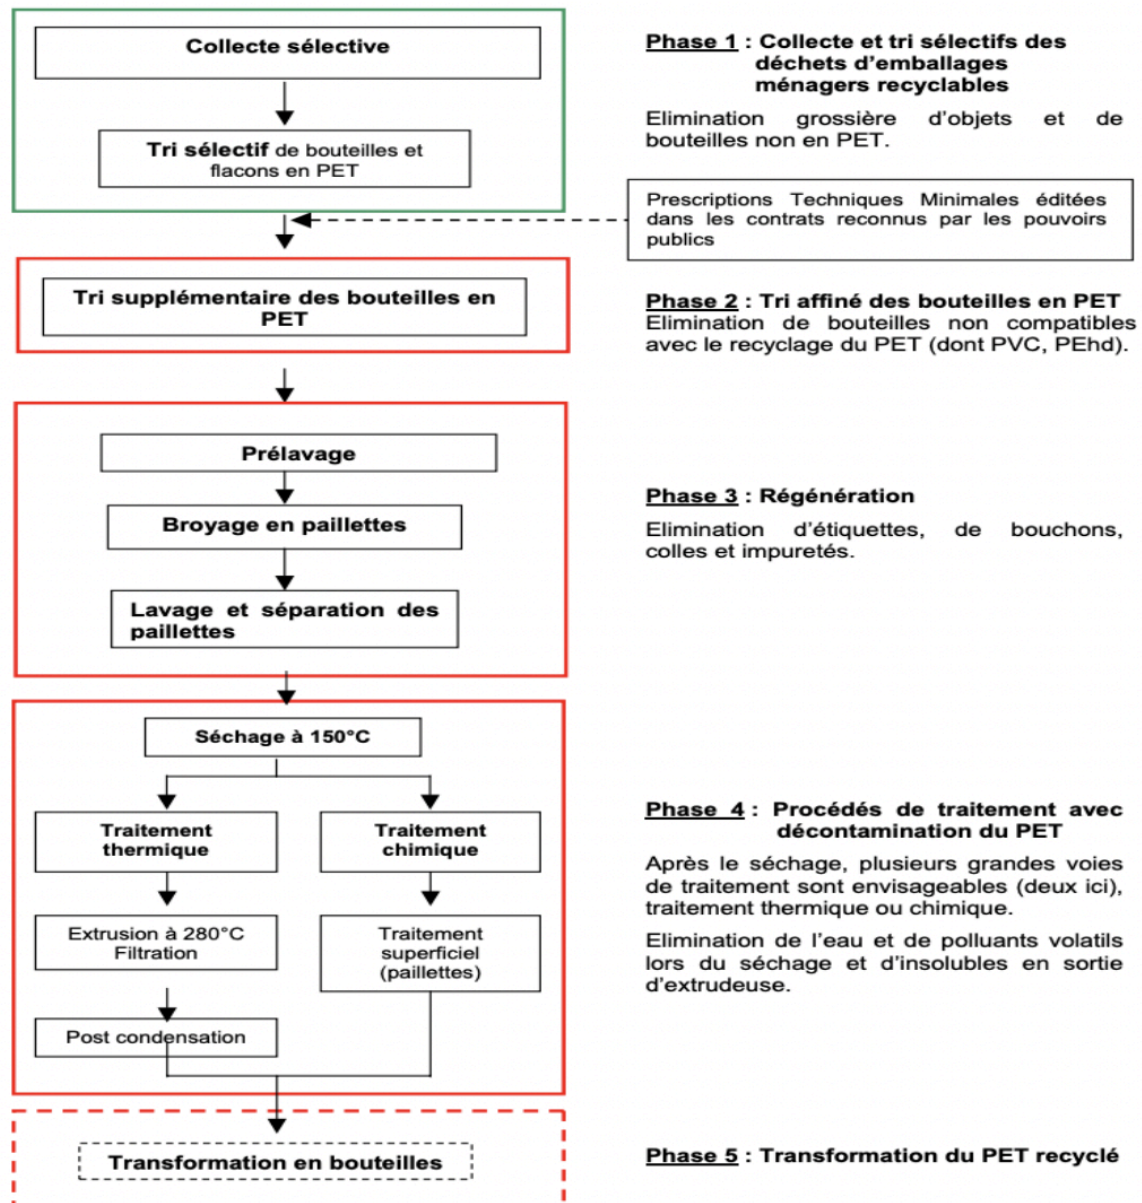 Collecte sélective
Phase 1 : Collecte et tri sélectifs des
déchets d'emballages
ménagers recyclables
Elimination grossière d'objets et de
bouteilles non en PET.
Tri sélectif de bouteilles et
flacons en PET
Prescriptions Techniques Minimales éditées
dans les contrats reconnus par les pouvoirs
publics
Tri supplémentaire des bouteilles en
PET
Phase 2 : Tri affiné des bouteilles en PET
Elimination de bouteilles non compatibles
avec le recyclage du PET (dont PVC, PEhd).
Prélavage
Broyage en paillettes
Lavage et séparation des
paillettes
Phase 3 : Régénération
Elimination d'étiquettes, de bouchons,
colles et impuretés.
Séchage à 150°C
Traitement
thermique
Traitement
chimique
Extrusion à 280°C
Filtration
Traitement
superficiel
(paillettes)
Post condensation
Phase 4 : Procédés de traitement avec
décontamination du PET
Après le séchage, plusieurs grandes voies
de traitement sont envisageables (deux ici),
traitement thermique ou chimique.
Elimination de l'eau et de polluants volatils
lors du séchage et d'insolubles en sortie
d'extrudeuse.
Transformation en bouteilles
Phase 5 : Transformation du PET recyclé